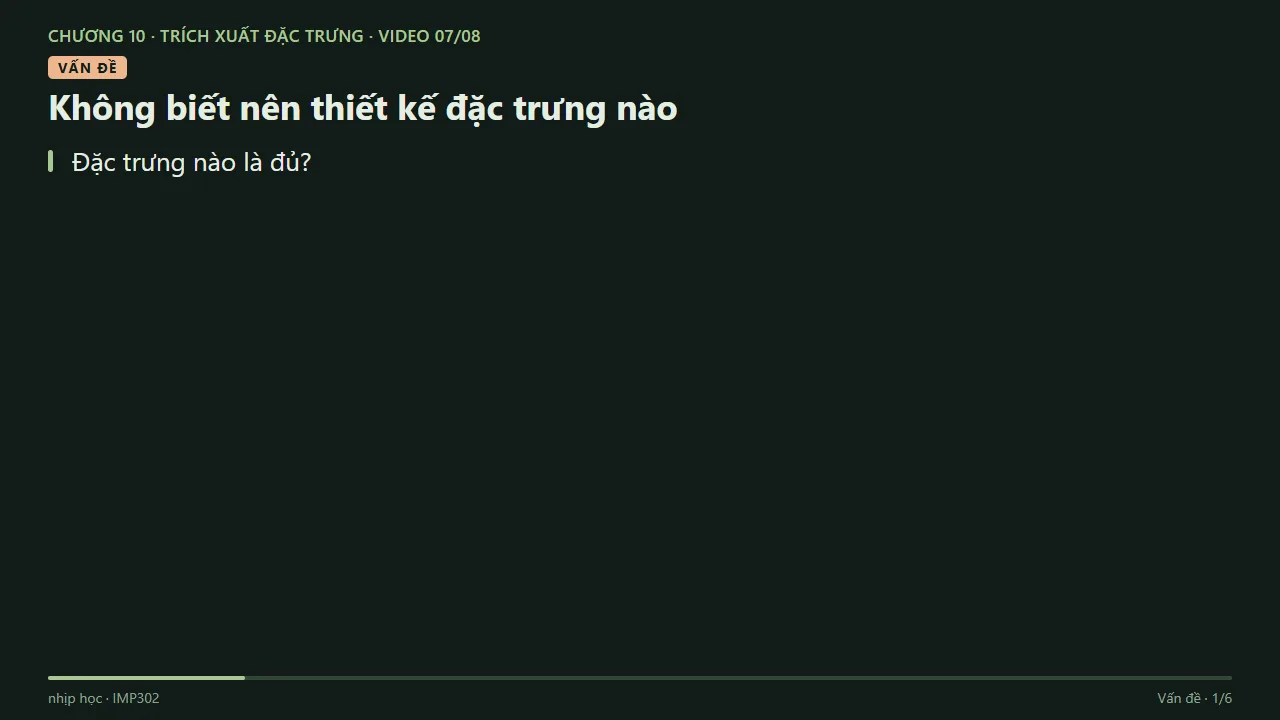 CHƯƠNG 10 · TRÍCH XUẤT ĐẶC TRƯNG · VIDEO 07/08
VẤN ĐỀ
Không biết nên thiết kế đặc trưng nào
Đặc trưng nào là đủ?
nhịp học · IMP302
Vấn đề · 1/6